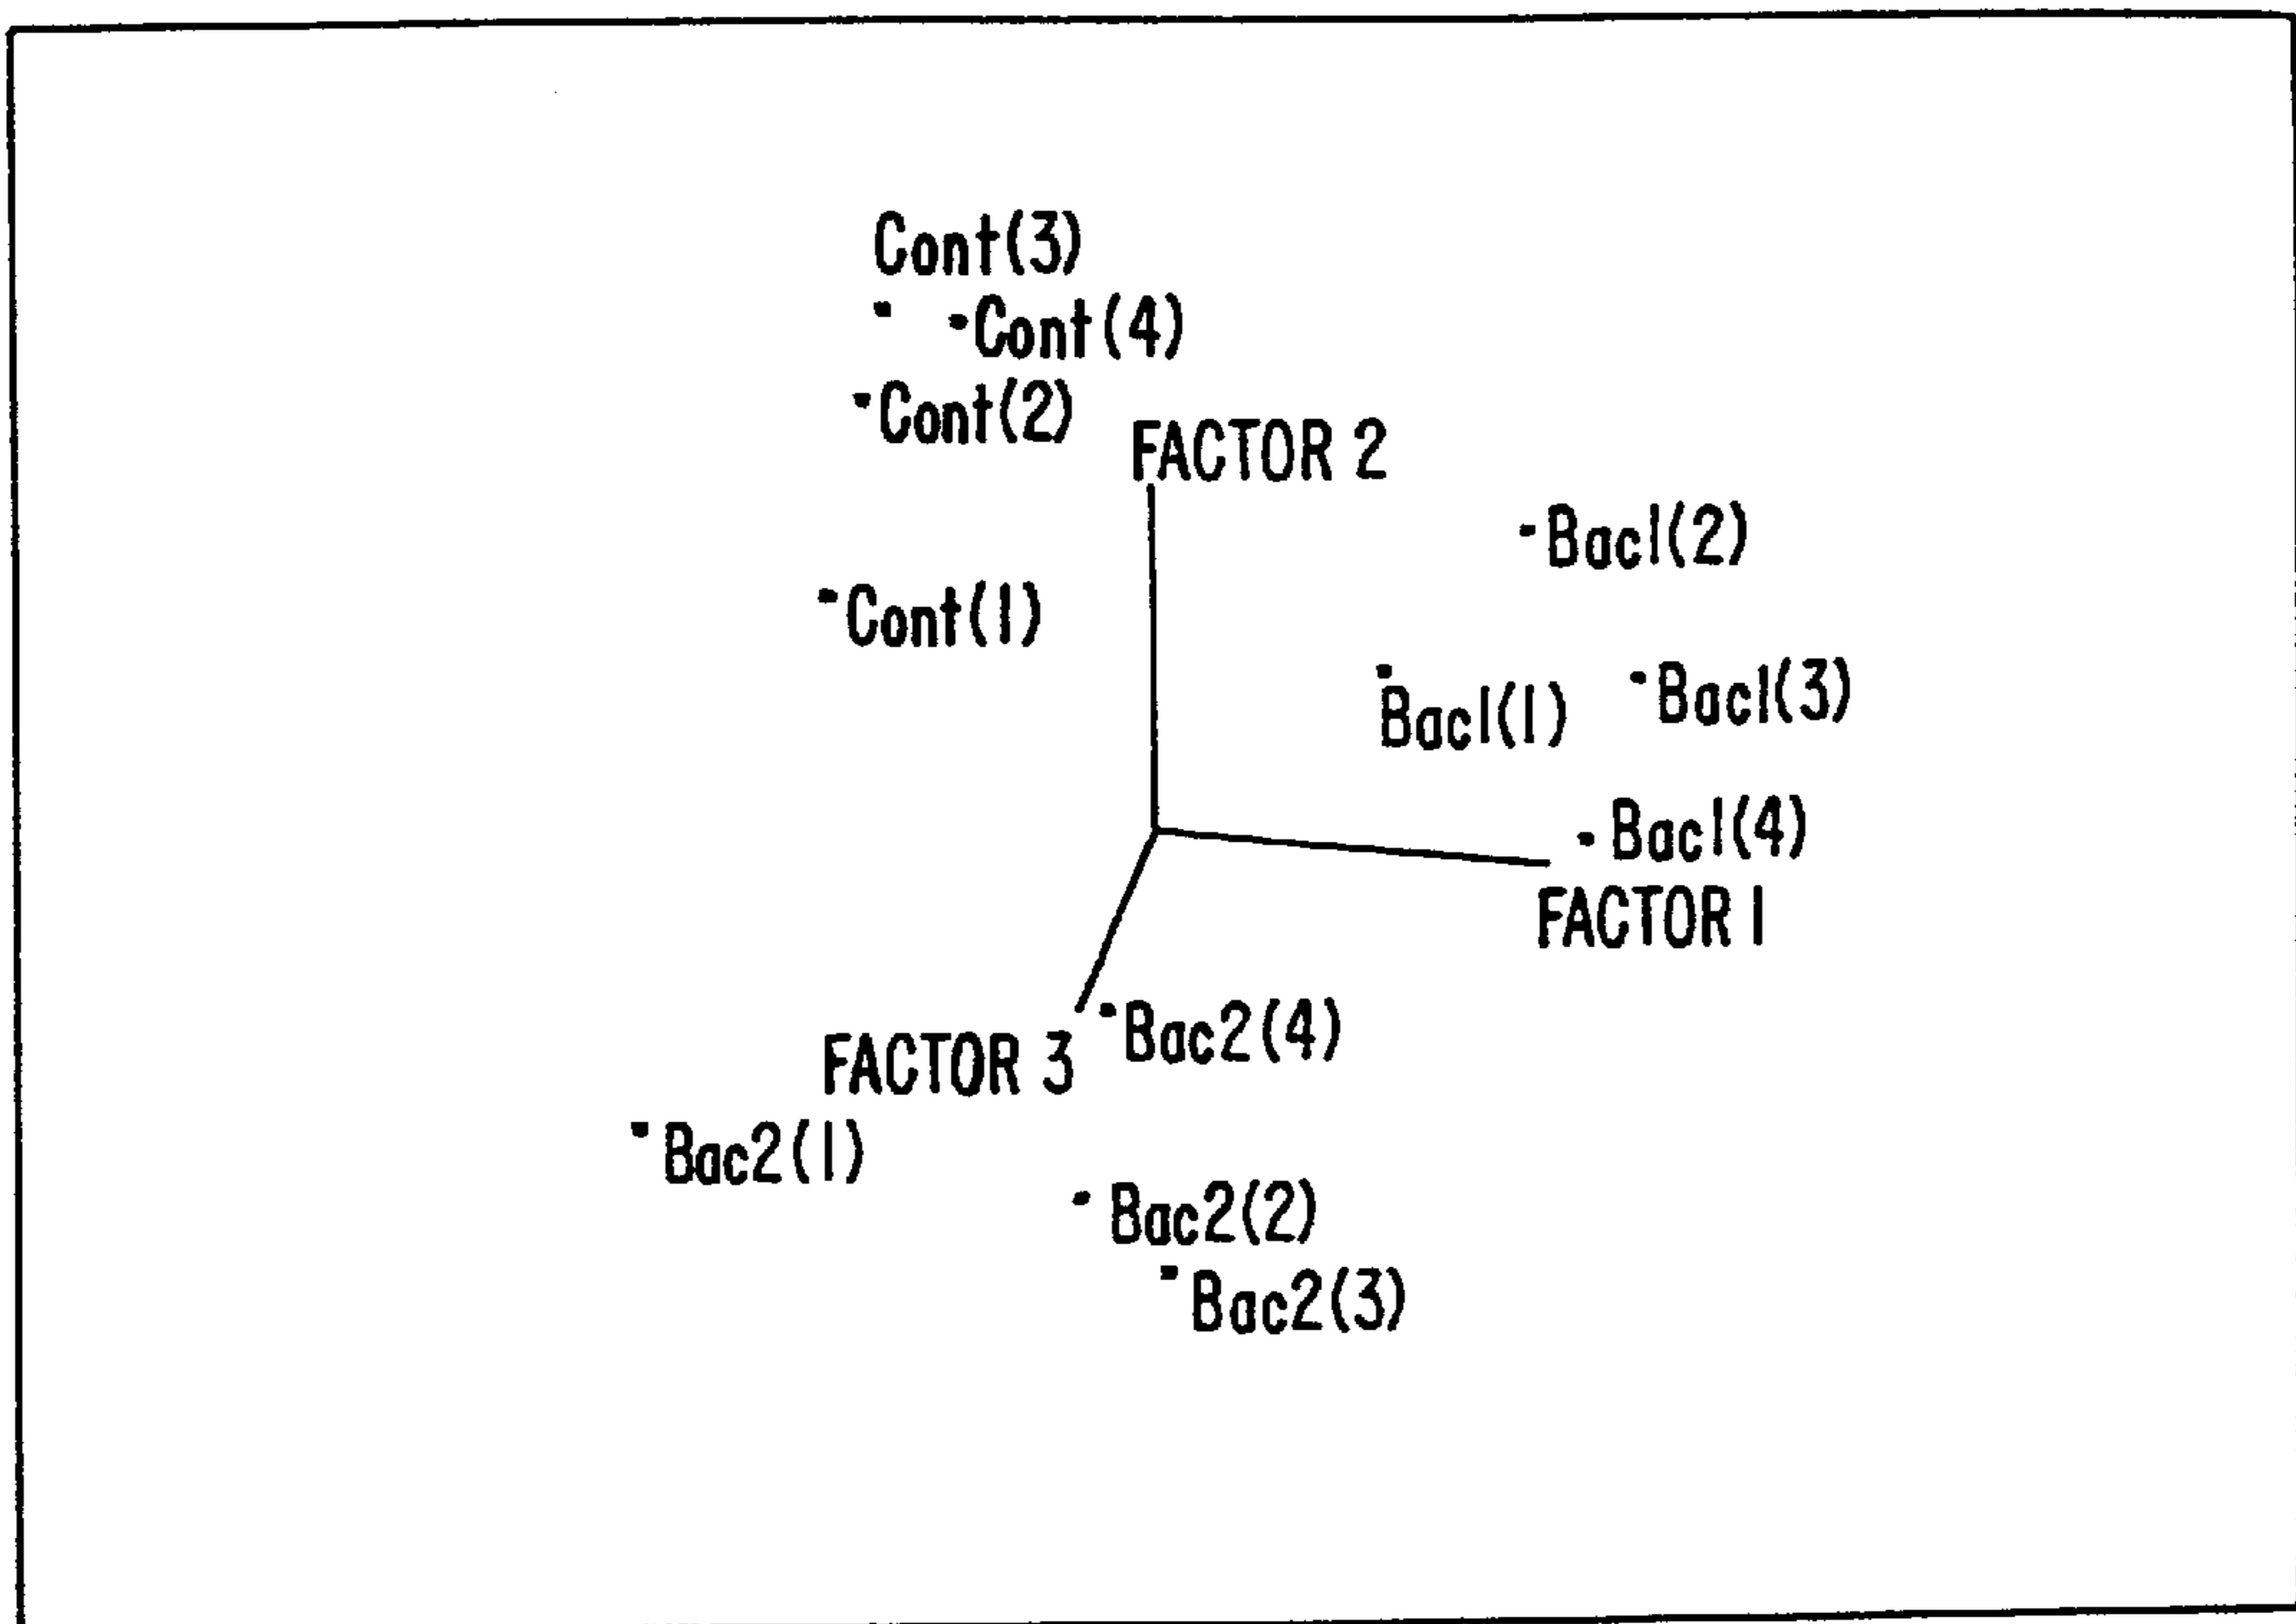 Cont(3)
Cont(4)
Cont(2)
FACTOR 2
Bac1(2)
Cont(1)
Bac1(3)
Bac1(1)
Bac1(4)
FACTOR 1
Bac2(4)
FACTOR 3
Bac2(1)
Bac2(2)
Bac2(3)